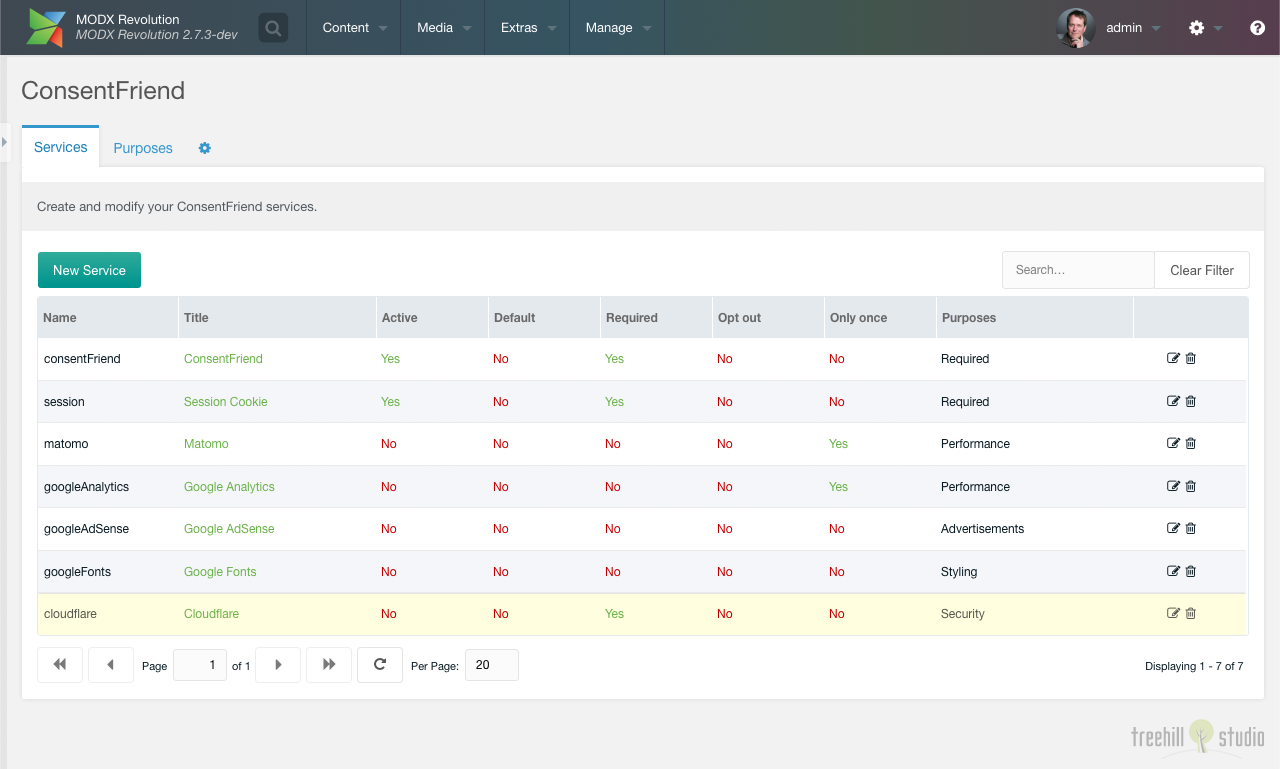 MODX Revolution
MODX Revolution 2.7.3-dev
Content Media Extras Manage admin
ConsentFriend
Services Purposes
Create and modify your ConsentFriend services.
New Service Search... Clear Filter
Name Title Active Default Required Opt out Only once Purposes
consentFriend ConsentFriend Yes No Yes No No Required
session Session Cookie Yes No Yes No No Required
matomo Matomo No No No No Yes Performance
googleAnalytics Google Analytics No No No No Yes Performance
googleAdSense Google AdSense No No No No No Advertisements
googleFonts Google Fonts No No No No No Styling
cloudflare Cloudflare No No Yes No No Security
Page 1 of 1 Per Page: 20 Displaying 1 - 7 of 7
treehill studio